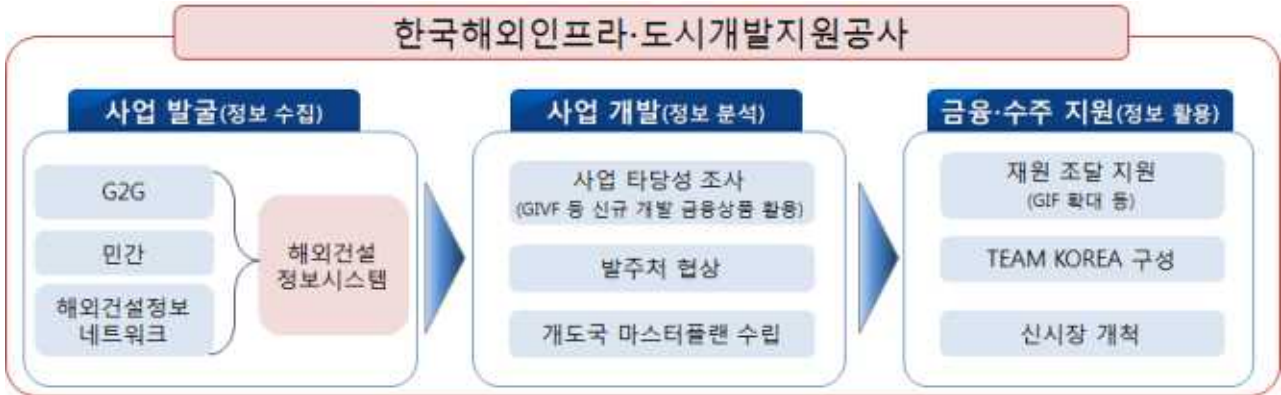 한국해외인프라·도시개발지원공사
사업 발굴(정보 수집)
G2G
민간
해외건설정보
네트워크
해외건설
정보시스템
사업 개발(정보 분석)
사업 타당성 조사
(GIVF 등 신규 개발 금융상품 활용)
발주처 협상
개도국 마스터플랜 수립
금융·수주 지원(정보 활용)
재원 조달 지원
(GIF 확대 등)
TEAM KOREA 구성
신시장 개척